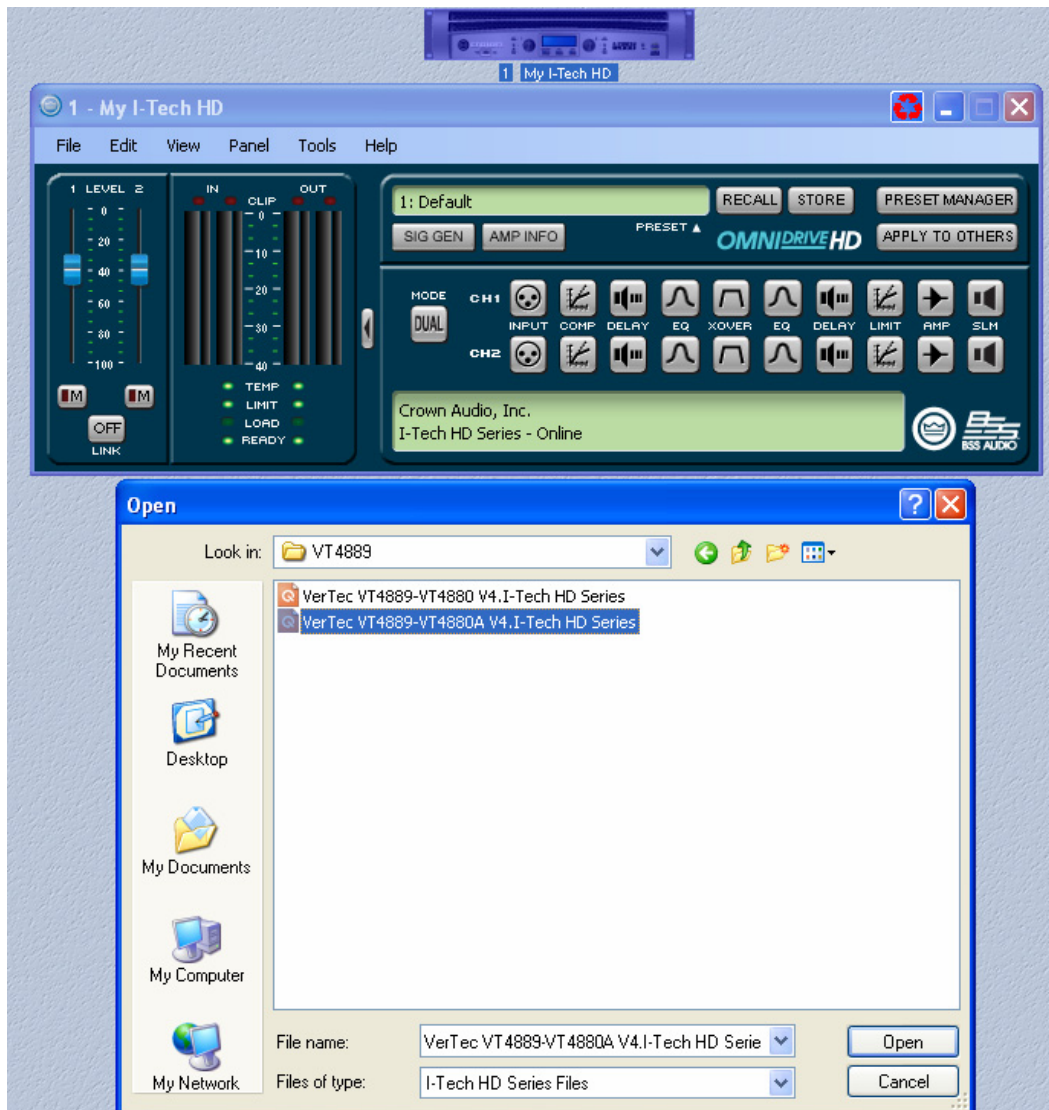 1 My I-Tech HD
1 - My I-Tech HD
File Edit View Panel Tools Help
1 LEVEL 2
0
20
40
60
80
100
M M
OFF
LINK
IN OUT
CLIP
0
10
20
30
40
TEMP
LIMIT
LOAD
READY
1: Default
RECALL STORE PRESET MANAGER
SIG GEN AMP INFO PRESET OMNIDRIVEHD APPLY TO OTHERS
MODE
DUAL
CH1
INPUT COMP DELAY EQ XOVER EQ DELAY LIMIT AMP SLM
CH2
Crown Audio, Inc.
I-Tech HD Series - Online
BSS AUDIO
Open
Look in: VT4889
VerTec VT4889-VT4880 V4.I-Tech HD Series
VerTec VT4889-VT4880A V4.I-Tech HD Series
My Recent
Documents
Desktop
My Documents
My Computer
My Network
File name: VerTec VT4889-VT4880A V4.I-Tech HD Serie Open
Files of type: I-Tech HD Series Files Cancel